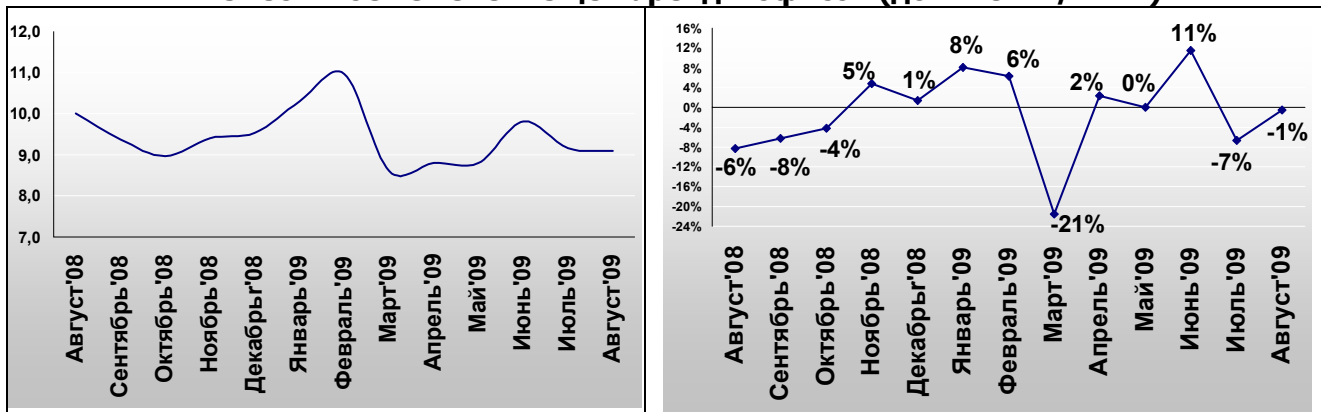 12,0
11,0
10,0
9,0
8,0
7,0
Август'08
Сентябрь'08
Октябрь'08
Ноябрь'08
Декабрьг'08
Январь'09
Февраль'09
Март'09
Апрель'09
Май'09
Июнь'09
Июль'09
Август'09
16%
12%
8%
4%
0%
-4%
-8%
-12%
-16%
-20%
-24%
-6%
-8%
-4%
5%
1%
8%
6%
-21%
2%
0%
11%
-7%
-1%
Август'08
Сентябрь'08
Октябрь'08
Ноябрь'08
Декабрьг'08
Январь'09
Февраль'09
Март'09
Апрель'09
Май'09
Июнь'09
Июль'09
Август'09